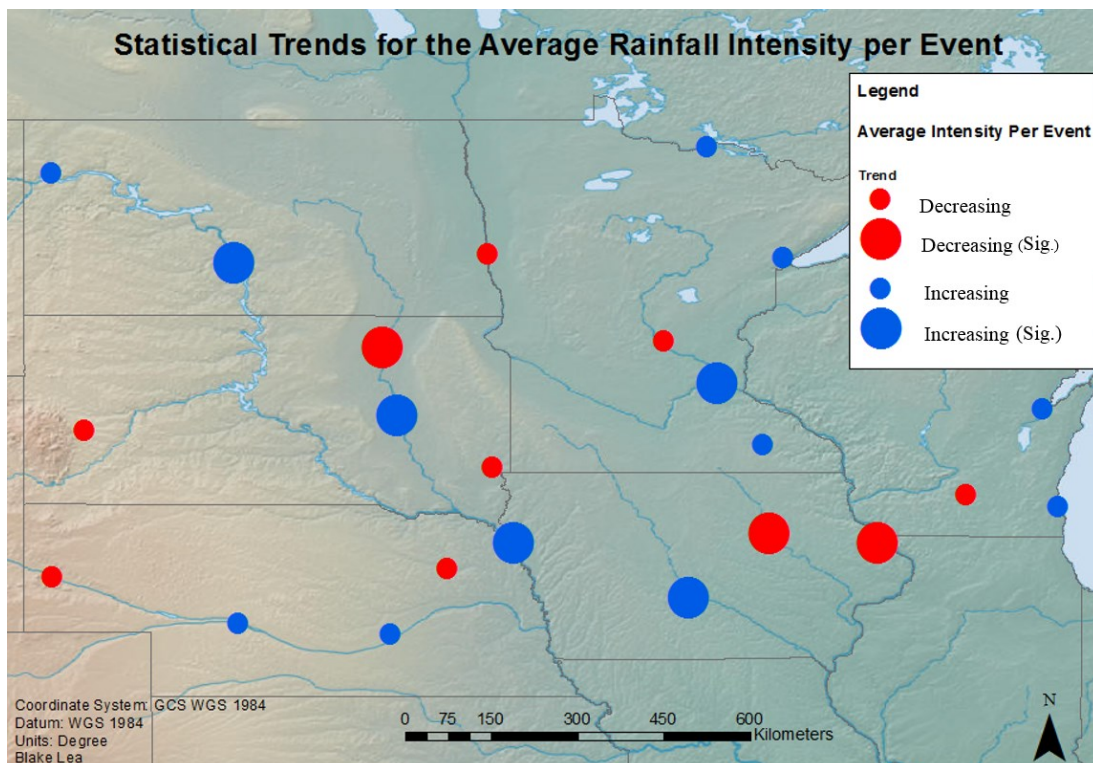 Statistical Trends for the Average Rainfall Intensity per Event
Legend
Average Intensity Per Event
Trend
Decreasing
Decreasing (Sig.)
Increasing
Increasing (Sig.)
Coordinate System: GCS WGS 1984
Datum: WGS 1984
Units: Degree
Blake Lea
0 75 150 300 450 600
Kilometers
N